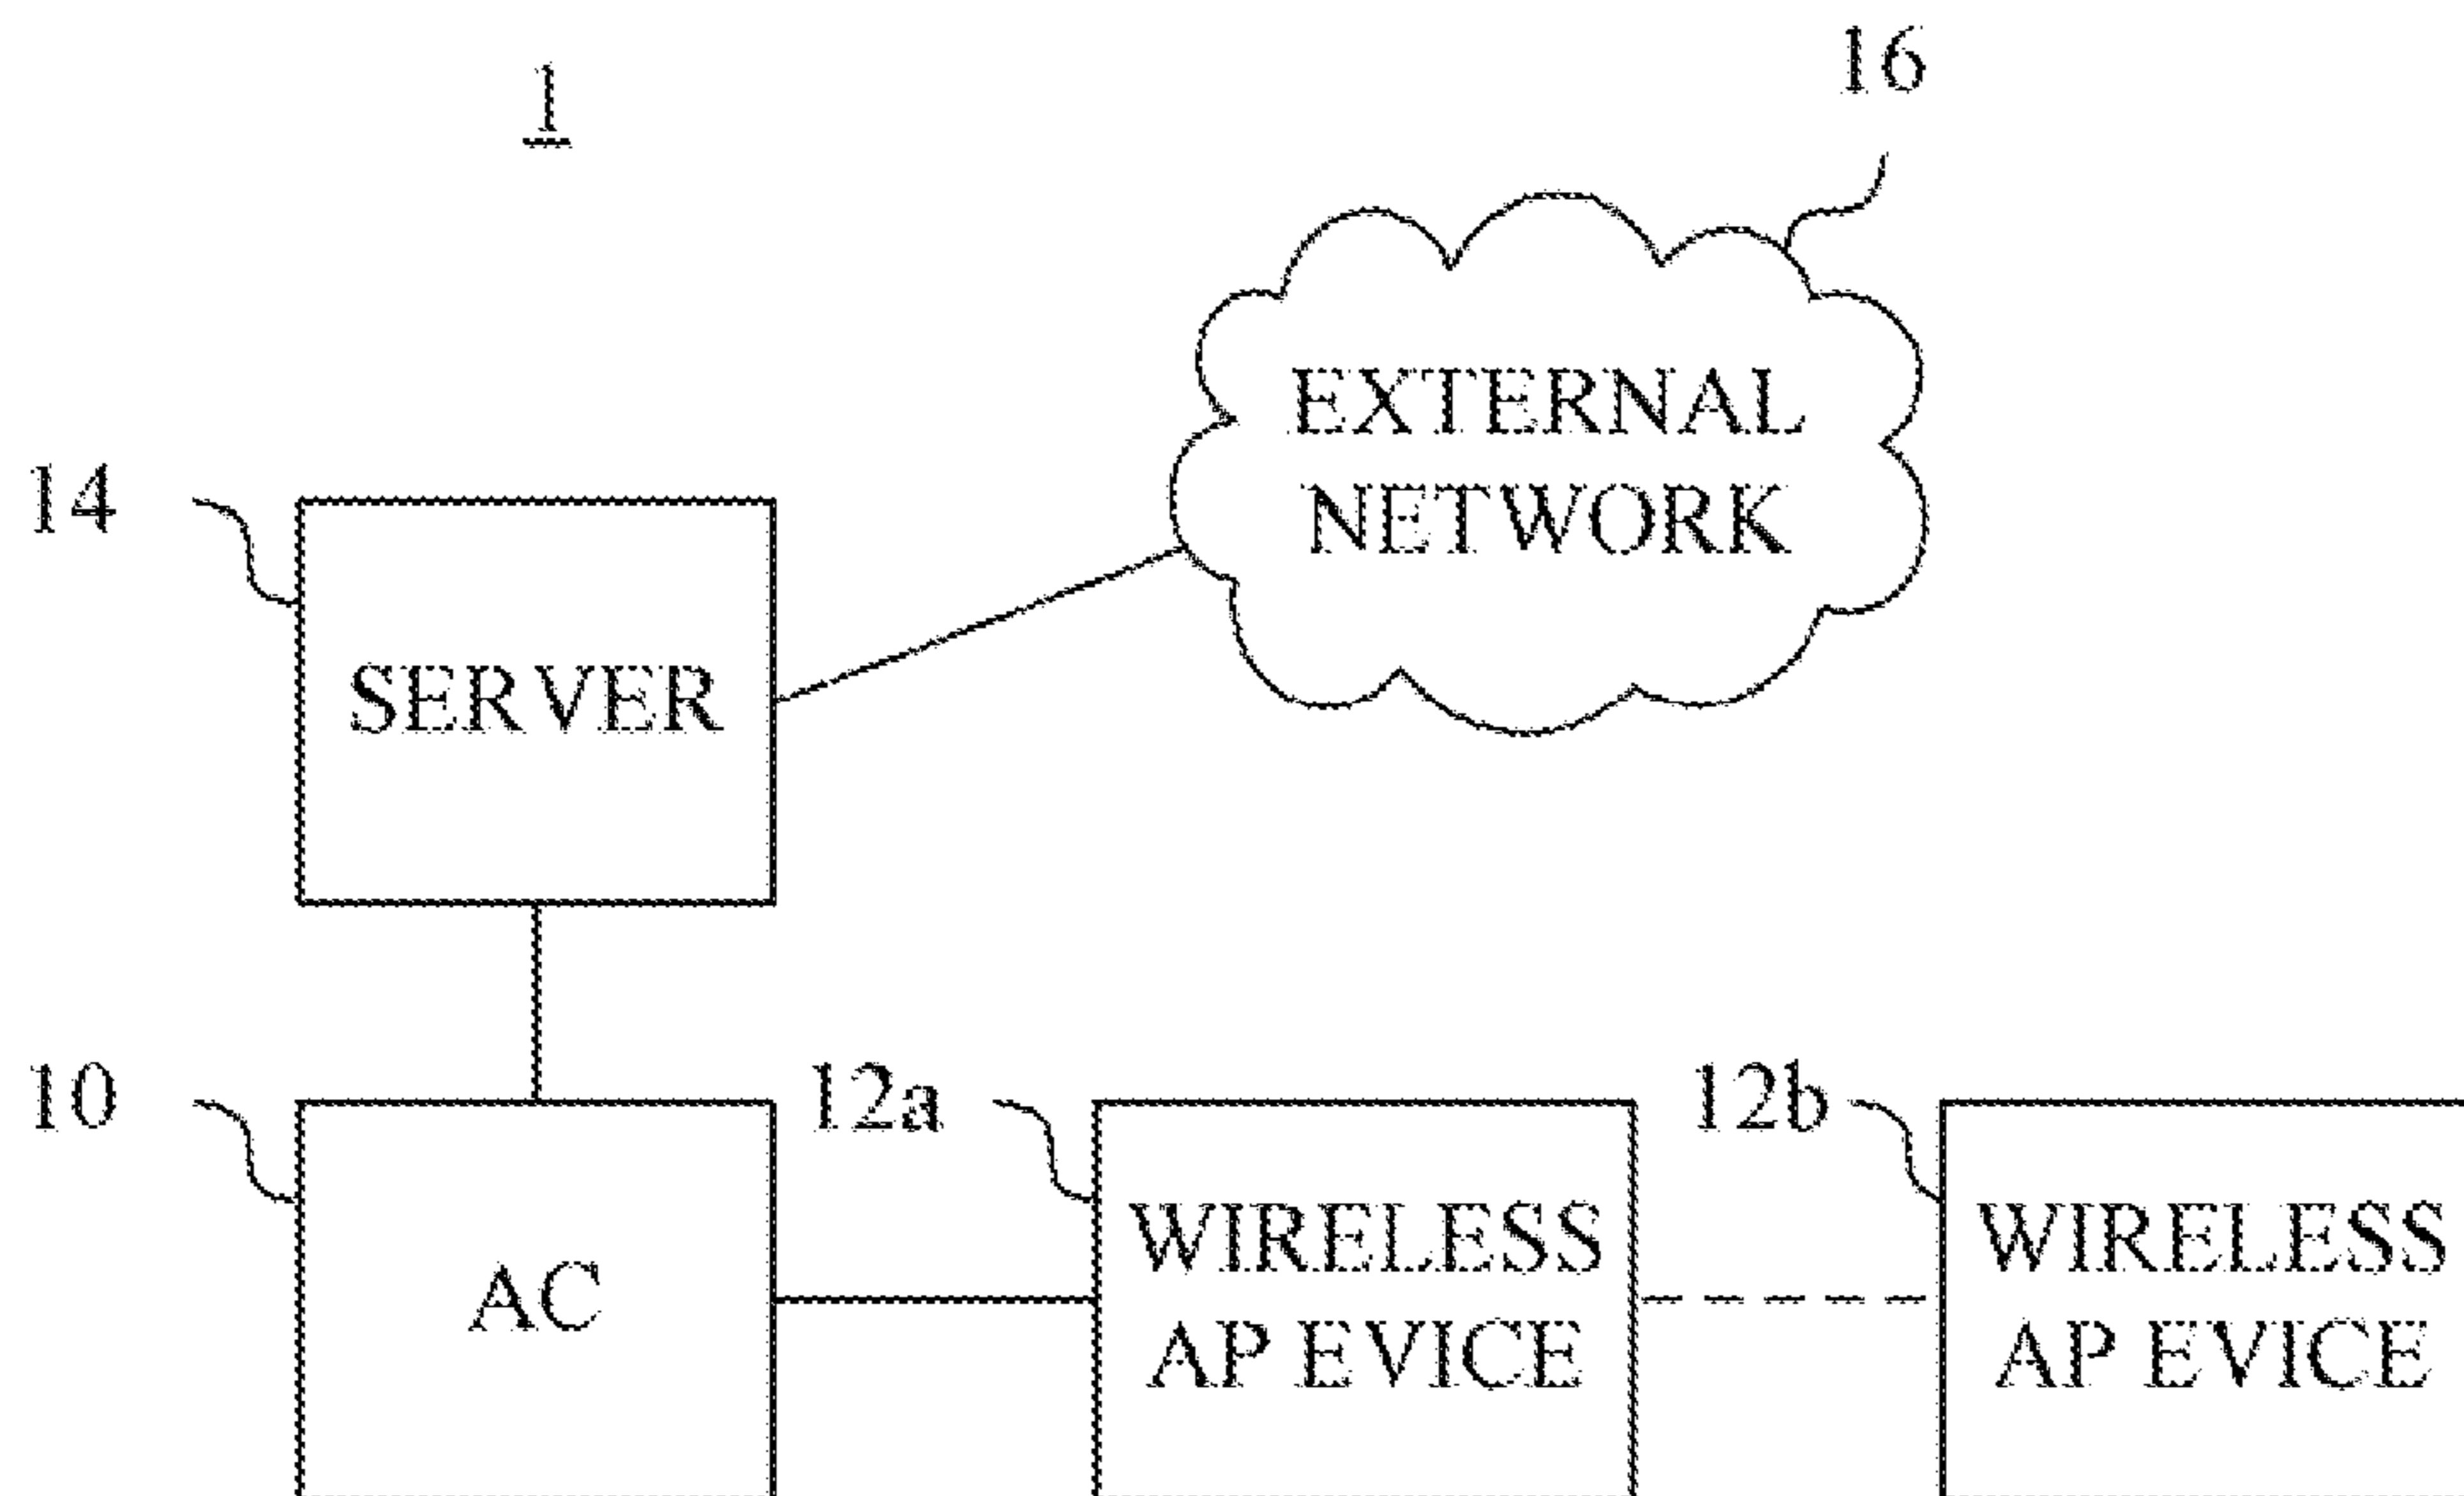 1
16
EXTERNAL
NETWORK
14
SERVER
10
AC
12a
WIRELESS
AP EVICE
12b
WIRELESS
AP EVICE